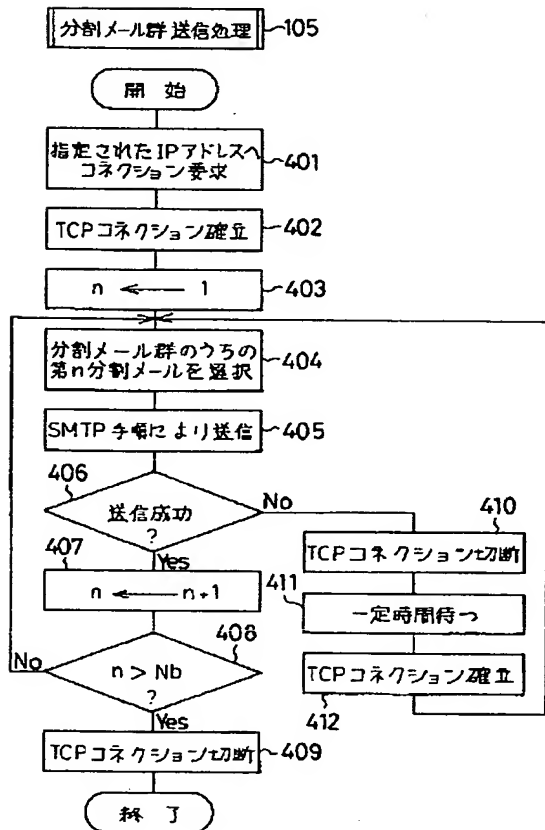 分割メール群送信処理
105
開始
指定されたIPアドレスへ
コネクション要求
401
TCPコネクション確立
402
n ← 1
403
分割メール群のうちの
第n分割メールを選択
404
SMTP手順により送信
405
406
送信成功
?
No
Yes
407
n ← n+1
408
n > Nb
?
No
Yes
TCPコネクション切断
409
終了
410
TCPコネクション切断
411
一定時間待つ
TCPコネクション確立
412